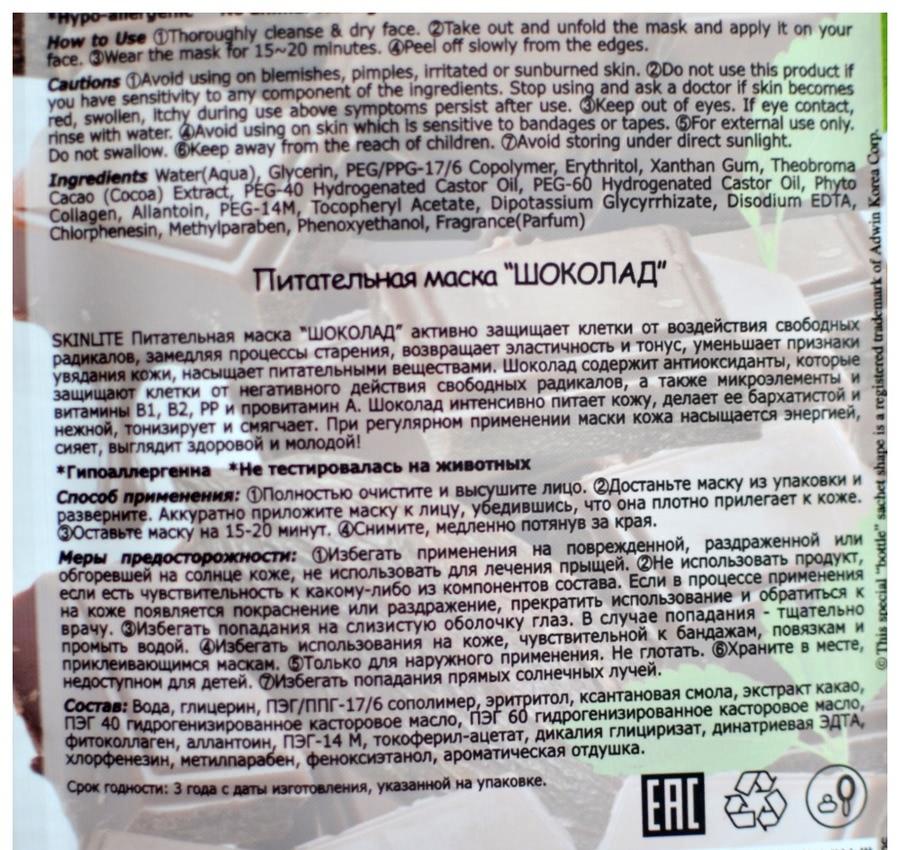 *Hypo-allergenic
How to Use ①Thoroughly cleanse & dry face. ②Take out and unfold the mask and apply it on your
face. ③Wear the mask for 15~20 minutes. ④Peel off slowly from the edges.
Cautions ①Avoid using on blemishes, pimples, irritated or sunburned skin. ②Do not use this product if
you have sensitivity to any component of the ingredients. Stop using and ask a doctor if skin becomes
red, swollen, itchy during use above symptoms persist after use. ③Keep out of eyes. If eye contact,
rinse with water. ④Avoid using on skin which is sensitive to bandages or tapes. ⑤For external use only.
Do not swallow. ⑥Keep away from the reach of children. ⑦Avoid storing under direct sunlight.
Ingredients Water(Aqua), Glycerin, PEG/PPG-17/6 Copolymer, Erythritol, Xanthan Gum, Theobroma
Cacao (Cocoa) Extract, PEG-40 Hydrogenated Castor Oil, PEG-60 Hydrogenated Castor Oil, Phyto
Collagen, Allantoin, PEG-14M, Tocopheryl Acetate, Dipotassium Glycyrrhizate, Disodium EDTA,
Chlorphenesin, Methylparaben, Phenoxyethanol, Fragrance(Parfum)
Питательная маска "ШОКОЛАД"
SKINLITE Питательная маска "ШОКОЛАД" активно защищает клетки от воздействия свободных
радикалов, замедляя процессы старения, возвращает эластичность и тонус, уменьшает признаки
увядания кожи, насыщает питательными веществами. Шоколад содержит антиоксиданты, которые
защищают клетки от негативного действия свободных радикалов, а также микроэлементы и
витамины В1, В2, РР и провитамин А. Шоколад интенсивно питает кожу, делает ее бархатистой и
нежной, тонизирует и смягчает. При регулярном применении маски кожа насыщается энергией,
сияет, выглядит здоровой и молодой!
*Гипоаллергенна *Не тестировалась на животных
Способ применения: ①Полностью очистите и высушите лицо. ②Достаньте маску из упаковки и
разверните. Аккуратно приложите маску к лицу, убедившись, что она плотно прилегает к коже.
③Оставьте маску на 15-20 минут. ④Снимите, медленно потянув за края.
Меры предосторожности: ①Избегать применения на поврежденной, раздраженной или
обгоревшей на солнце коже, не использовать для лечения прыщей. ②Не использовать продукт,
если есть чувствительность к какому-либо из компонентов состава. Если в процессе применения
на коже появляется покраснение или раздражение, прекратить использование и обратиться к
врачу. ③Избегать попадания на слизистую оболочку глаз. В случае попадания - тщательно
промыть водой. ④Избегать использования на коже, чувствительной к бандажам, повязкам и
приклеивающимся маскам. ⑤Только для наружного применения. Не глотать. ⑥Храните в месте,
недоступном для детей. ⑦Избегать попадания прямых солнечных лучей.
Состав: Вода, глицерин, ПЭГ/ППГ-17/6 сополимер, эритритол, ксантановая смола, экстракт какао,
ПЭГ 40 гидрогенизированное касторовое масло, ПЭГ 60 гидрогенизированное касторовое масло,
фитоколлаген, аллантоин, ПЭГ-14 М, токоферил-ацетат, дикалия глициризат, динатриевая ЭДТА,
хлорфенезин, метилпарабен, феноксиэтанол, ароматическая отдушка.
Срок годности: 3 года с даты изготовления, указанной на упаковке.
EAC
©This special "bottle" sachet shape is a registered trademark of Adwin Korea Corp.